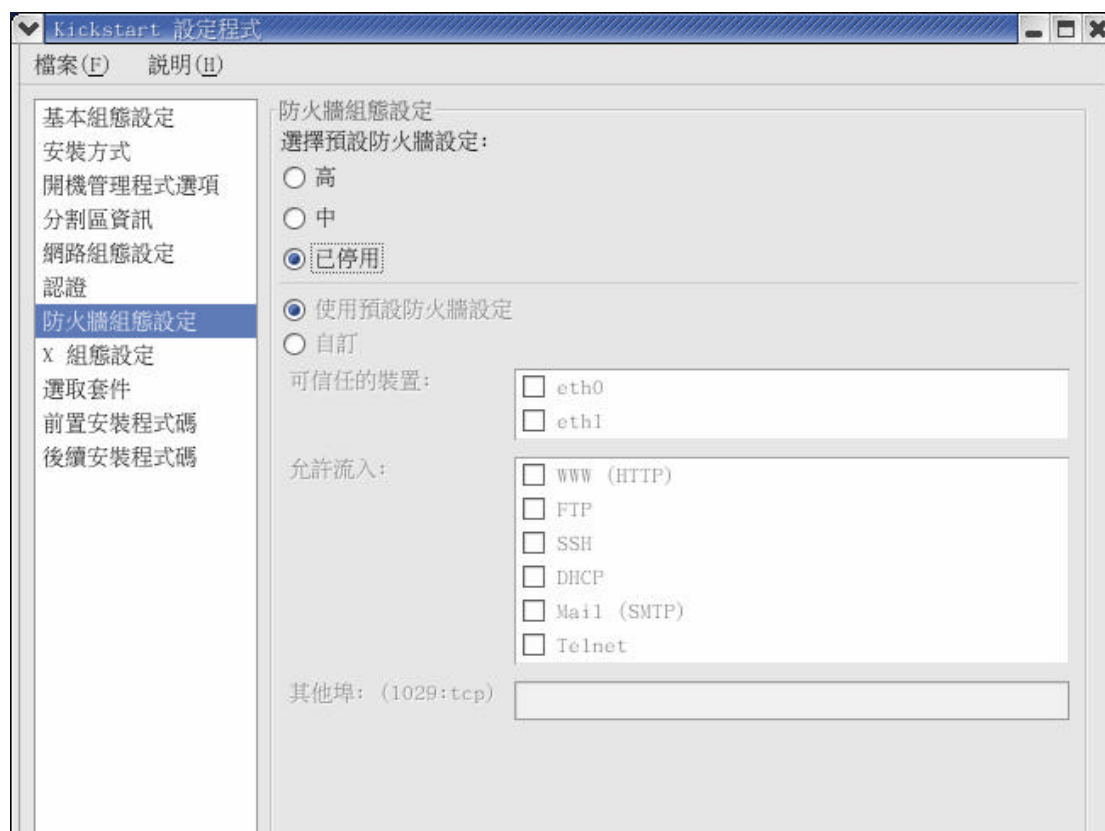 Kickstart 設定程式
檔案(F) 説明(H)
基本組態設定
安裝方式
開機管理程式選項
分割區資訊
網路組態設定
認證
防火牆組態設定
X 組態設定
選取套件
前置安裝程式碼
後續安裝程式碼
防火牆組態設定
選擇預設防火牆設定:
高
中
已停用
使用預設防火牆設定
自訂
可信任的裝置:
eth0
eth1
允許流入:
WWW (HTTP)
FTP
SSH
DHCP
Mail (SMTP)
Telnet
其他埠: (1029:tcp)